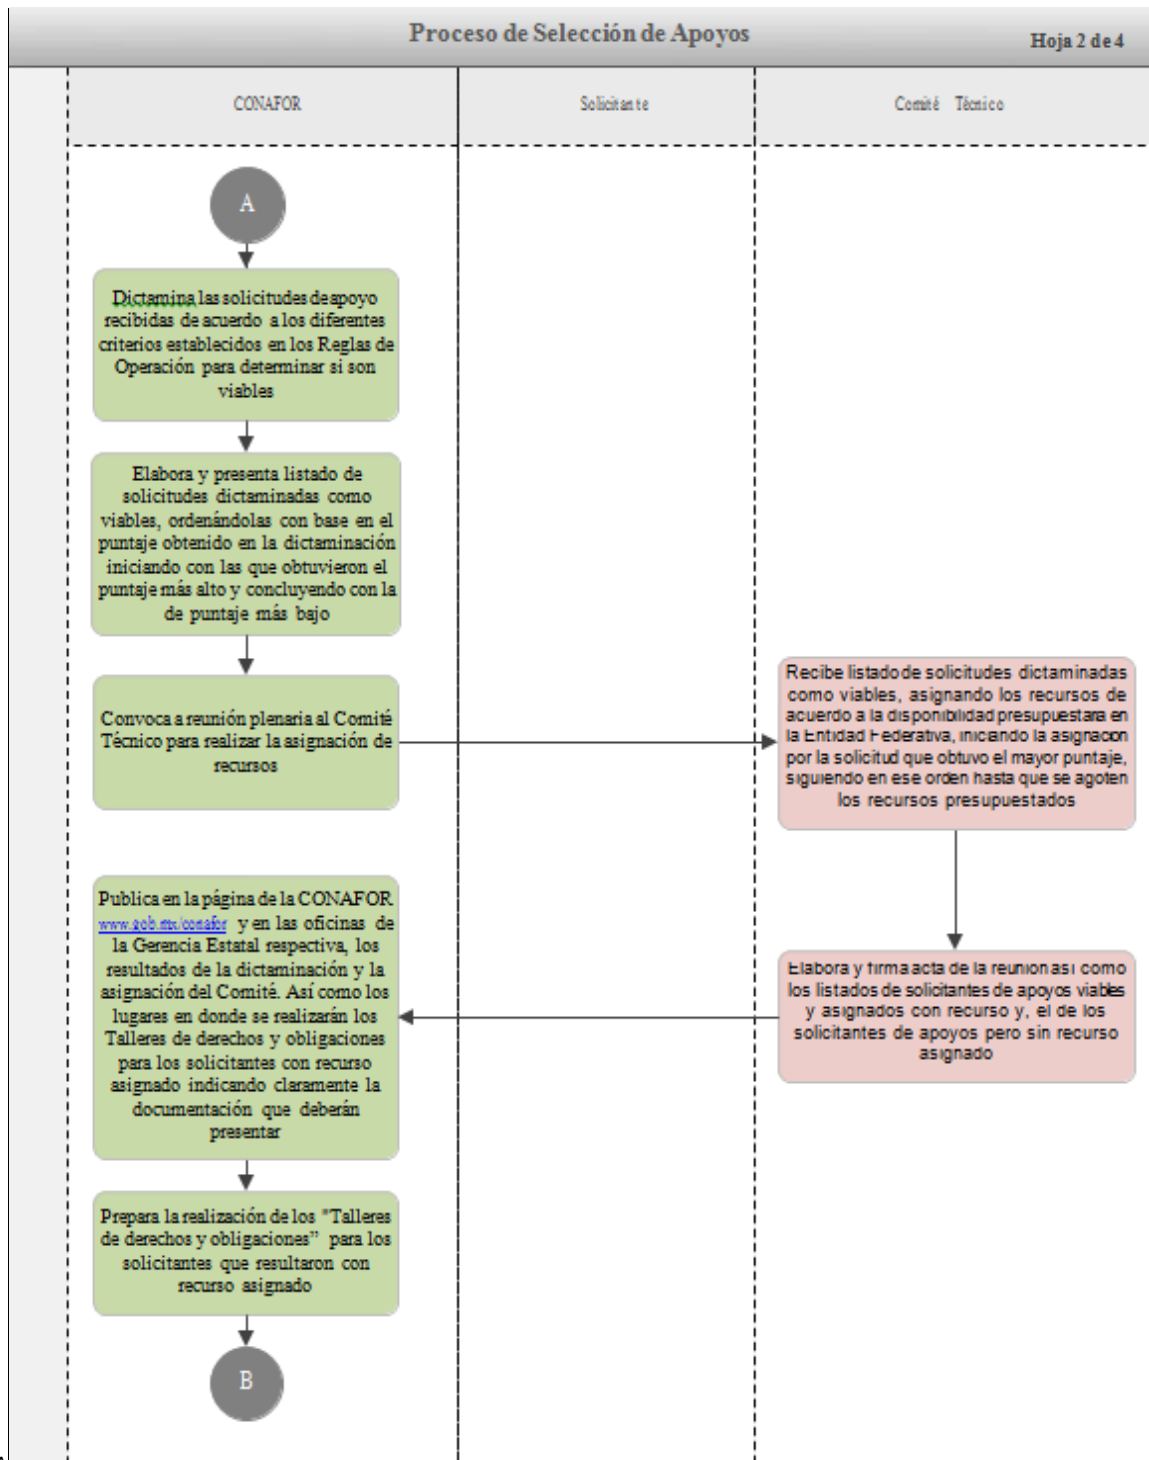 Proceso de Selección de Apoyos
Hoja 2 de 4
CONAFOR
Solicitante
Comité Técnico
A
Dictamina las solicitudes de apoyo
recibidas de acuerdo a los diferentes
criterios establecidos en los Reglas de
Operación para determinar si son
viables
Elabora y presenta listado de
solicitudes dictaminadas como
viables, ordenándolas con base en el
puntaje obtenido en la dictaminación
iniciando con las que obtuvieron el
puntaje más alto y concluyendo con la
de puntaje más bajo
Convoca a reunión plenaria al Comité
Técnico para realizar la asignación de
recursos
Recibe listado de solicitudes dictaminadas
como viables, asignando los recursos de
acuerdo a la disponibilidad presupuestaria en
la Entidad Federativa, iniciando la asignación
por la solicitud que obtuvo el mayor puntaje,
siguiendo en ese orden hasta que se agoten
los recursos presupuestados
Elabora y firma acta de la reunión así como
los listados de solicitantes de apoyos viables
y asignados con recurso y, el de los
solicitantes de apoyos pero sin recurso
asignado
Publica en la página de la CONAFOR
www.gob.mx/conafor y en las oficinas de
la Gerencia Estatal respectiva, los
resultados de la dictaminación y la
asignación del Comité. Así como los
lugares en donde se realizarán los
Talleres de derechos y obligaciones
para los solicitantes con recurso
asignado indicando claramente la
documentación que deberán
presentar
Prepara la realización de los "Talleres
de derechos y obligaciones” para los
solicitantes que resultaron con
recurso asignado
B